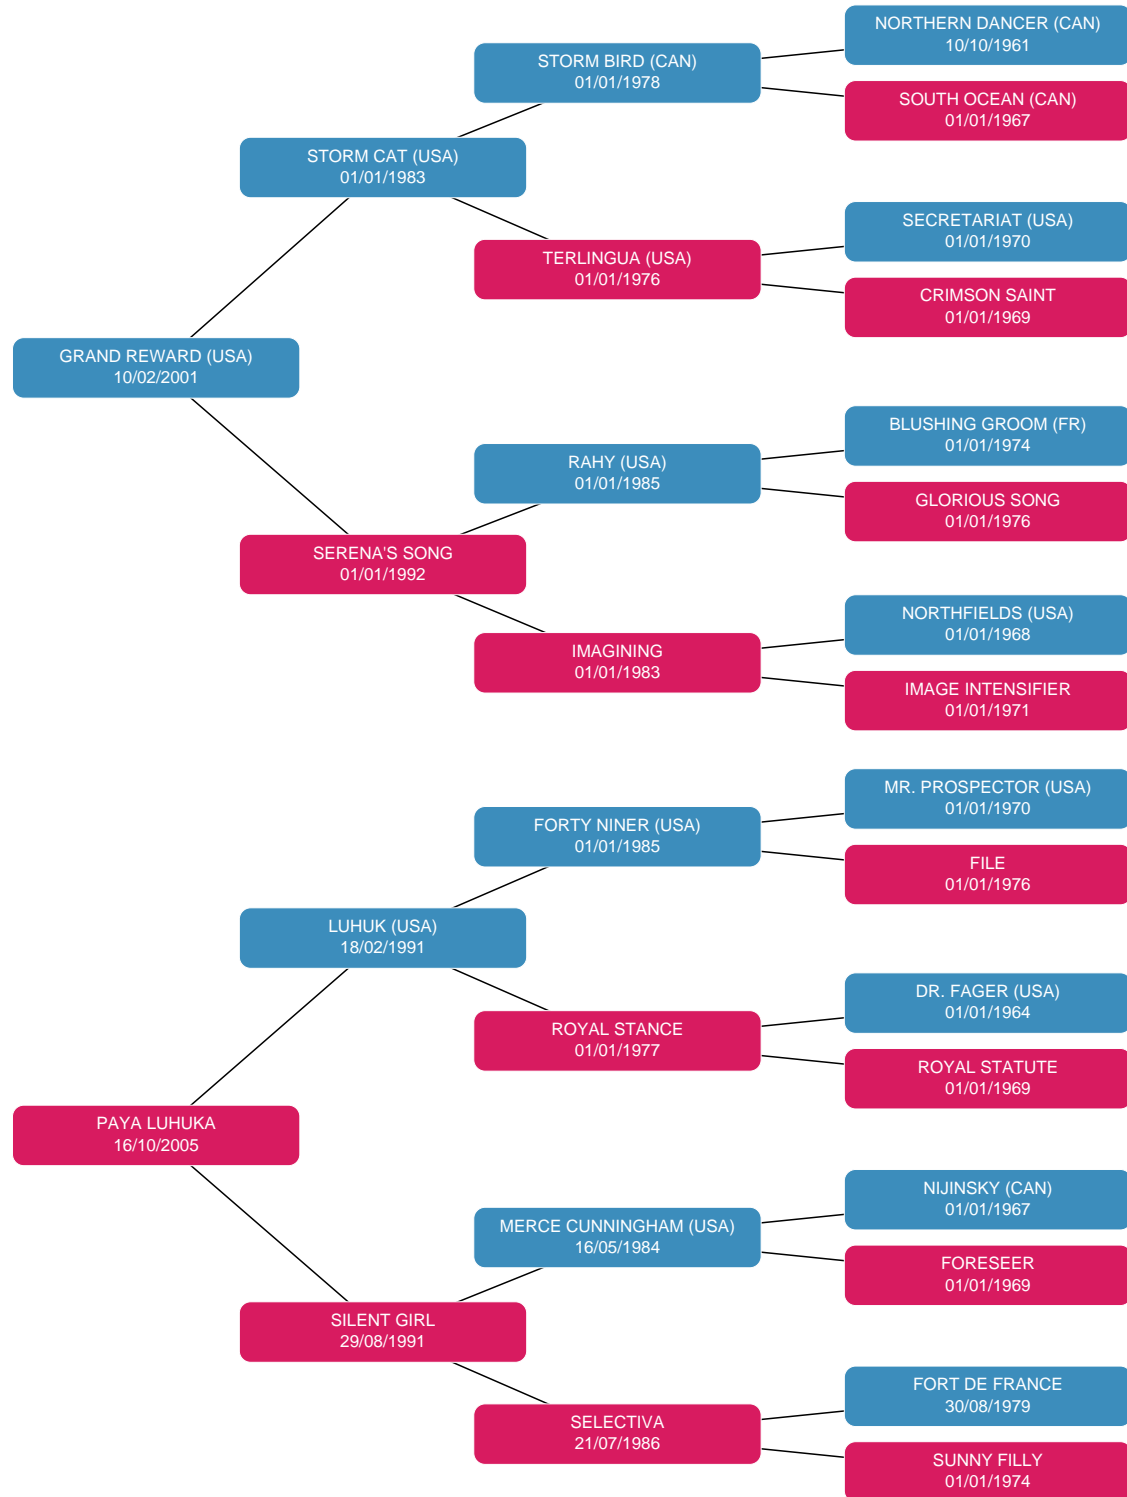 NORTHERN DANCER (CAN)
10/10/1961
STORM BIRD (CAN)
01/01/1978
SOUTH OCEAN (CAN)
01/01/1967
STORM CAT (USA)
01/01/1983
SECRETARIAT (USA)
01/01/1970
TERLINGUA (USA)
01/01/1976
CRIMSON SAINT
01/01/1969
GRAND REWARD (USA)
10/02/2001
BLUSHING GROOM (FR)
01/01/1974
RAHY (USA)
01/01/1985
GLORIOUS SONG
01/01/1976
SERENA'S SONG
01/01/1992
NORTHFIELDS (USA)
01/01/1968
IMAGINING
01/01/1983
IMAGE INTENSIFIER
01/01/1971
MR. PROSPECTOR (USA)
01/01/1970
FORTY NINER (USA)
01/01/1985
FILE
01/01/1976
LUHUK (USA)
18/02/1991
DR. FAGER (USA)
01/01/1964
ROYAL STANCE
01/01/1977
ROYAL STATUTE
01/01/1969
PAYA LUHUKA
16/10/2005
NIJINSKY (CAN)
01/01/1967
MERCE CUNNINGHAM (USA)
16/05/1984
FORESEER
01/01/1969
SILENT GIRL
29/08/1991
FORT DE FRANCE
30/08/1979
SELECTIVA
21/07/1986
SUNNY FILLY
01/01/1974